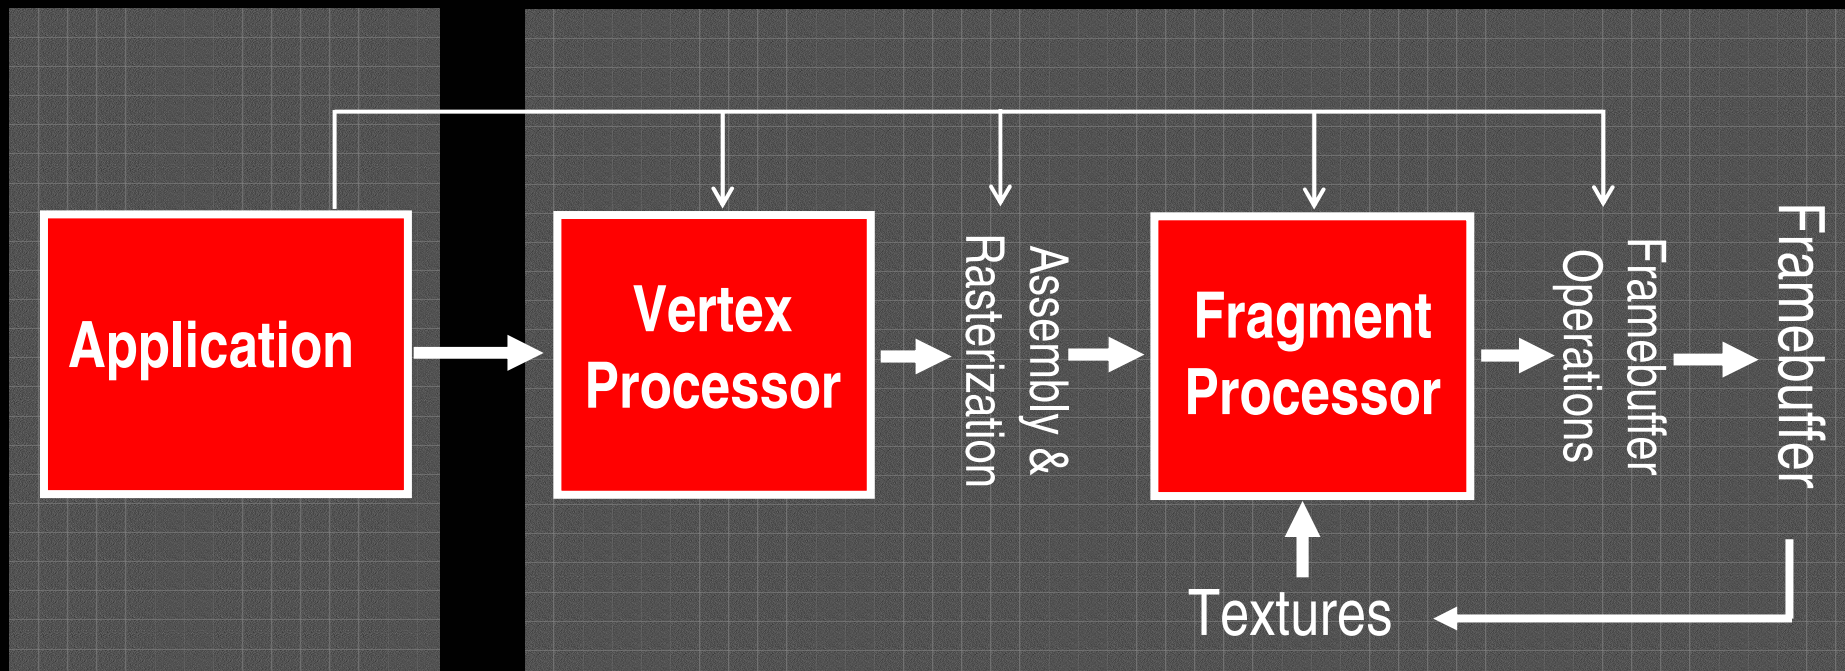 Application
Vertex
Processor
Assembly &
Rasterization
Fragment
Processor
Framebuffer
Operations
Framebuffer
Textures